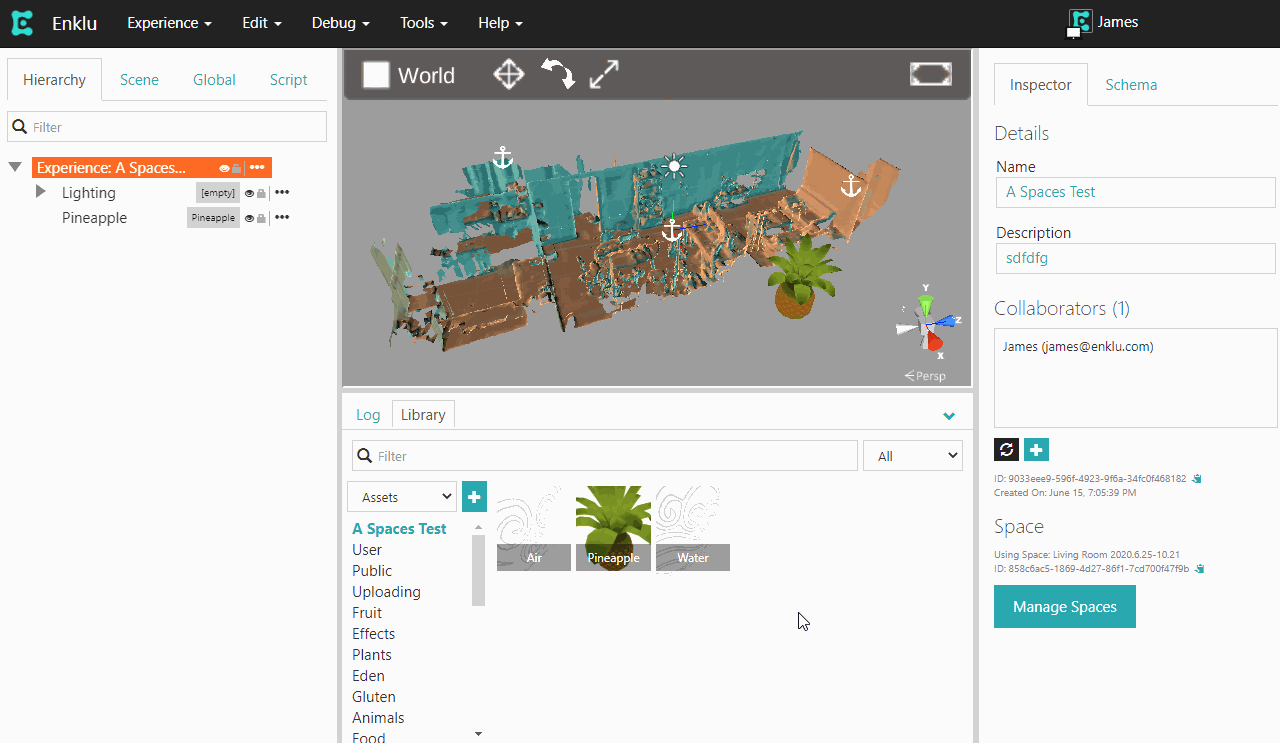 Enklu
Experience
Edit
Debug
Tools
Help
James
Hierarchy
Scene
Global
Script
Filter
Experience: A Spaces...
Lighting
[empty]
Pineapple
Pineapple
World
Y
Z
X
Persp
Log
Library
Filter
All
Assets
A Spaces Test
User
Public
Uploading
Fruit
Effects
Plants
Eden
Gluten
Animals
Food
Air
Pineapple
Water
Inspector
Schema
Details
Name
A Spaces Test
Description
sdfdfg
Collaborators (1)
James (james@enklu.com)
ID: 9033eee9-596f-4923-9f6a-34fc0f468182
Created On: June 15, 7:05:39 PM
Space
Using Space: Living Room 2020.6.25-10.21
ID: 858c6ac5-1869-4d27-86f1-7cd700f47f9b
Manage Spaces